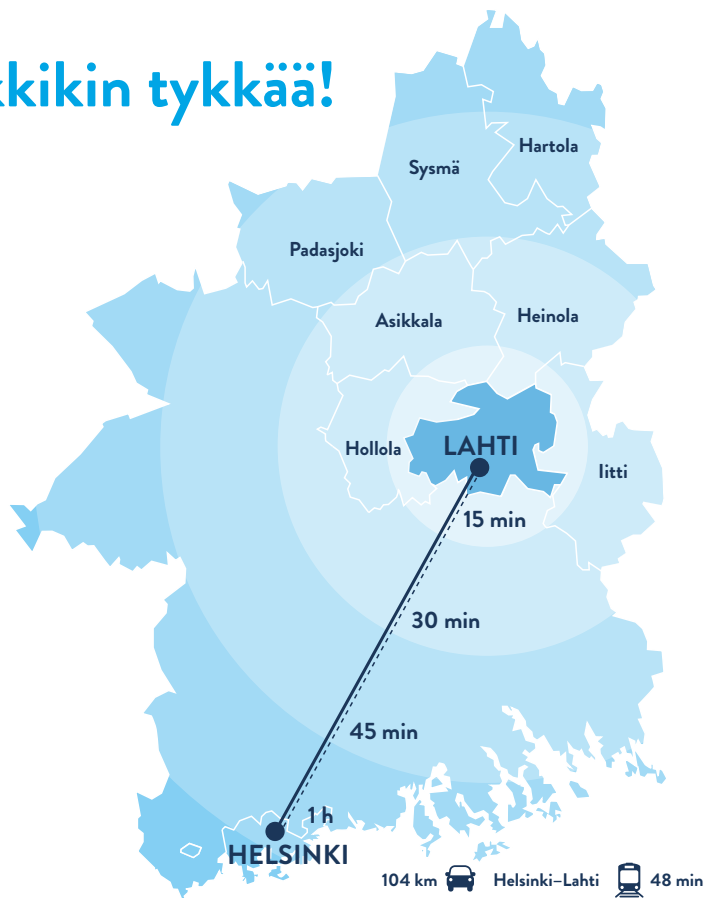 kikin tykkää!
Hartola
Sysmä
Padasjoki
Asikkala
Heinola
Hollola
LAHTI
Iitti
15 min
30 min
45 min
1 h
HELSINKI
104 km Helsinki–Lahti 48 min